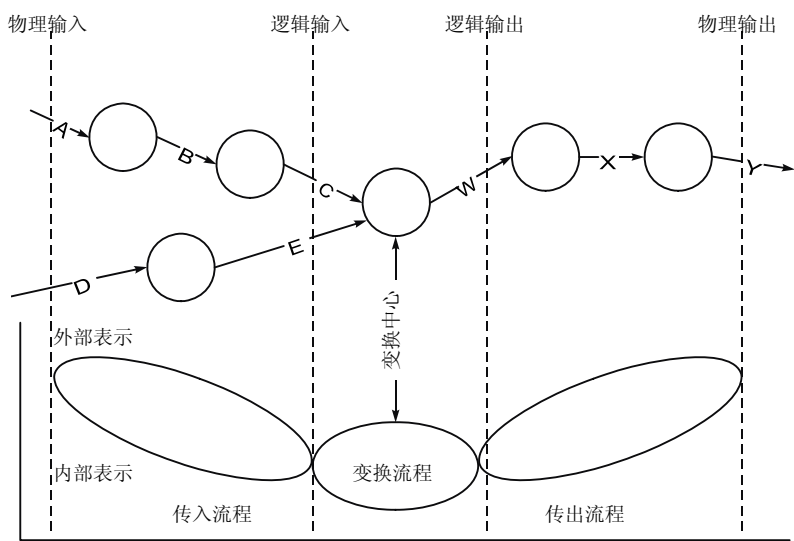 物理输入
逻辑输入
逻辑输出
物理输出
A
B
C
W
X
Y
D
E
变换中心
外部表示
内部表示
变换流程
传入流程
传出流程